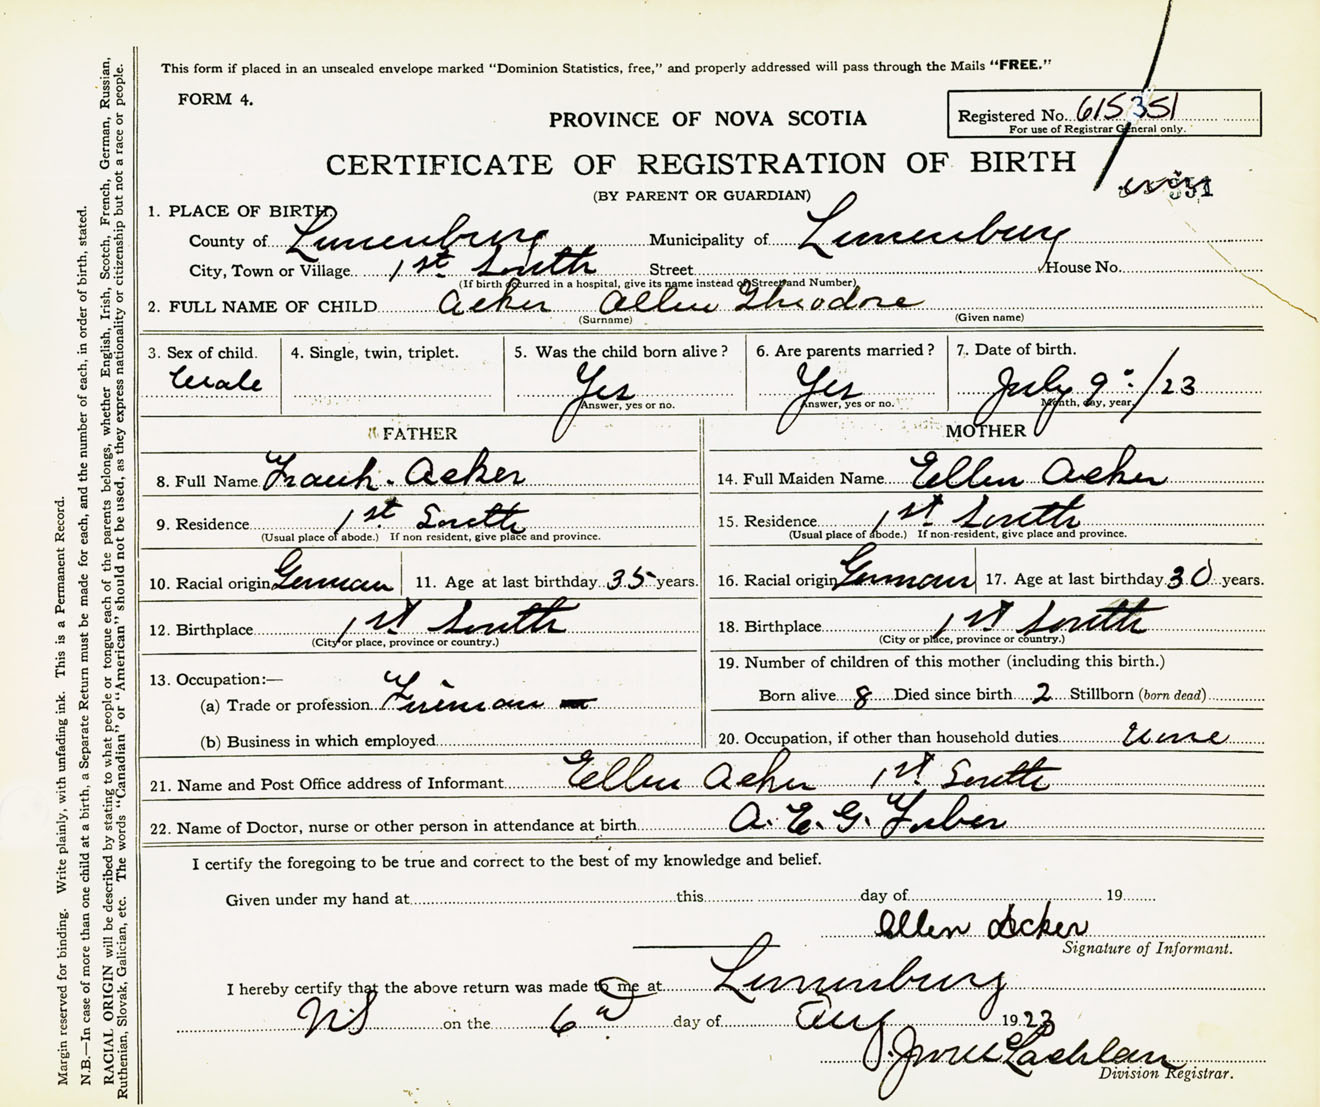 This form if placed in an unsealed envelope marked "Dominion Statistics, free," and properly addressed will pass through the Mails "FREE."
FORM 4.
PROVINCE OF NOVA SCOTIA
Registered No. 615351
For use of Registrar General only.
CERTIFICATE OF REGISTRATION OF BIRTH
351
(BY PARENT OR GUARDIAN)
1. PLACE OF BIRTH
County of Lunenburg Municipality of Lunenburg
City, Town or Village 1st South Street House No.
(If birth occurred in a hospital, give its name instead of Street and Number)
2. FULL NAME OF CHILD Acker Allen Theodore
(Surname) (Given name)
3. Sex of child. 4. Single, twin, triplet. 5. Was the child born alive? 6. Are parents married? 7. Date of birth.
Male Yes Yes July 9" /23
Answer, yes or no. Answer, yes or no. Month, day, year.
FATHER MOTHER
8. Full Name Frank. Acker 14. Full Maiden Name Ellen Acker
9. Residence 1st South 15. Residence 1st South
(Usual place of abode.) If non resident, give place and province. (Usual place of abode.) If non-resident, give place and province.
10. Racial origin German 11. Age at last birthday 35 years. 16. Racial origin German 17. Age at last birthday 30 years.
12. Birthplace 1st South 18. Birthplace 1st South
(City or place, province or country.) (City or place, province or country.)
13. Occupation:— 19. Number of children of this mother (including this birth.)
(a) Trade or profession Fireman Born alive 8 Died since birth 2 Stillborn (born dead)
(b) Business in which employed 20. Occupation, if other than household duties None
21. Name and Post Office address of Informant Ellen Acker 1st South
22. Name of Doctor, nurse or other person in attendance at birth A. E. G. Forber
I certify the foregoing to be true and correct to the best of my knowledge and belief.
Given under my hand at this day of 19
Ellen Acker
Signature of Informant.
I hereby certify that the above return was made to me at Lunenburg
NS on the 6 day of Aug 1923
Division Registrar.
Margin reserved for binding. Write plainly, with unfading ink. This is a Permanent Record.
N.B.—In case of more than one child at a birth, a Separate Return must be made for each, and the number of each, in order of birth, stated.
RACIAL ORIGIN will be described by stating to what people or tongue each of the parents belongs, whether English, Irish, Scotch, French, German, Russian,
Ruthenian, Slovak, Galician, etc. The words "Canadian" or "American" should not be used, as they express nationality or citizenship but not a race or people.